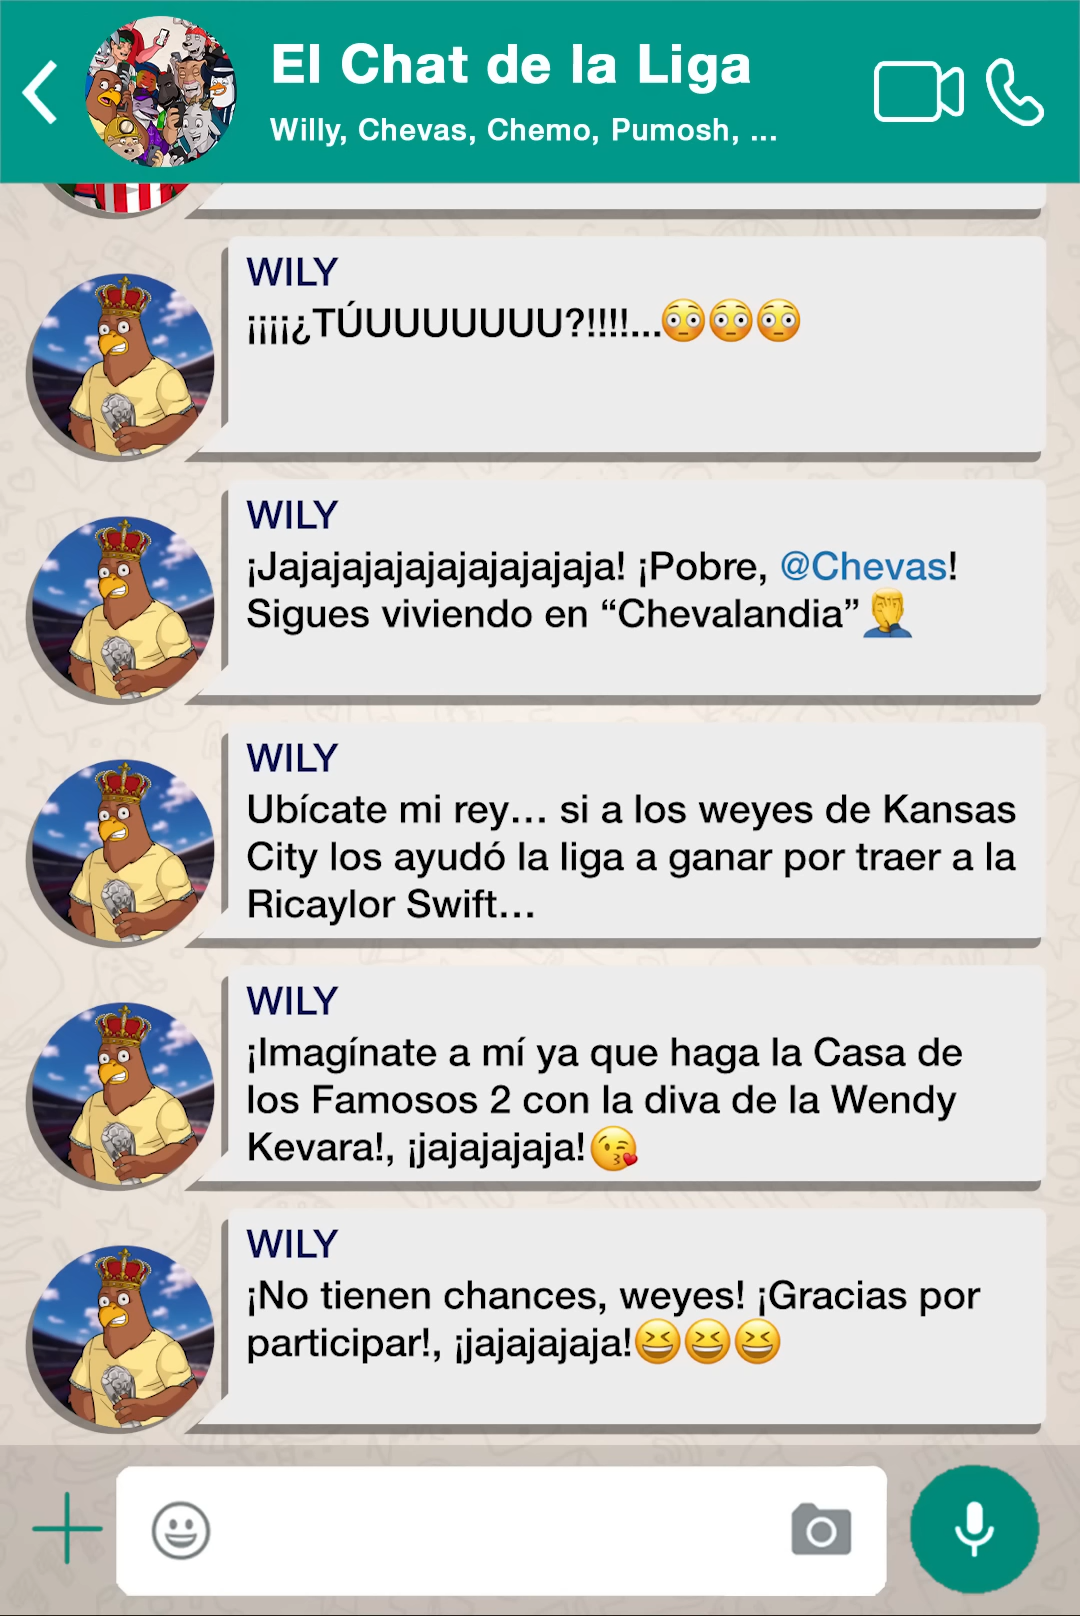 El Chat de la Liga
Willy, Chevas, Chemo, Pumosh, ...
WILY
¡¡¡¡¿TÚUUUUUUUU?!!!!...😳😳😳
WILY
¡Jajajajajajajajajajaja! ¡Pobre, @Chevas!
Sigues viviendo en “Chevalandia”🤦‍♂️
WILY
Ubícate mi rey... si a los weyes de Kansas
City los ayudó la liga a ganar por traer a la
Ricaylor Swift...
WILY
¡Imagínate a mí ya que haga la Casa de
los Famosos 2 con la diva de la Wendy
Kevara!, ¡jajajajaja!😘
WILY
¡No tienen chances, weyes! ¡Gracias por
participar!, ¡jajajajaja!😆😆😆